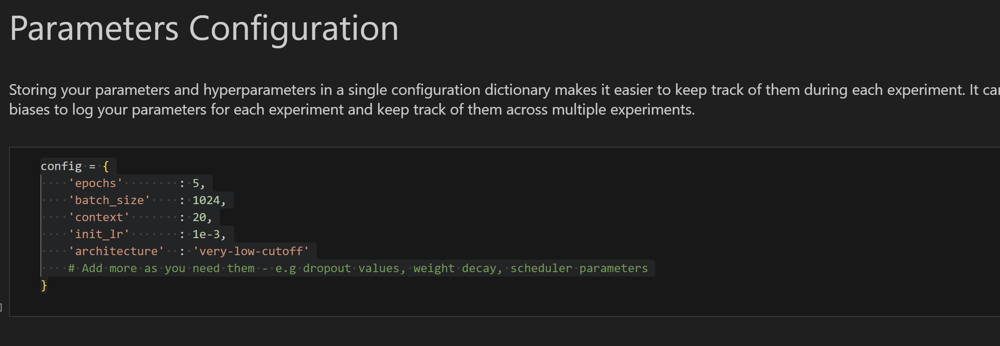 Parameters Configuration
Storing your parameters and hyperparameters in a single configuration dictionary makes it easier to keep track of them during each experiment. It
biases to log your parameters for each experiment and keep track of them across multiple experiments.
config = {
    'epochs'        : 5,
    'batch_size'    : 1024,
    'context'       : 20,
    'init_lr'       : 1e-3,
    'architecture'  : 'very-low-cutoff'
    # Add more as you need them - e.g dropout values, weight decay, scheduler parameters
}
]